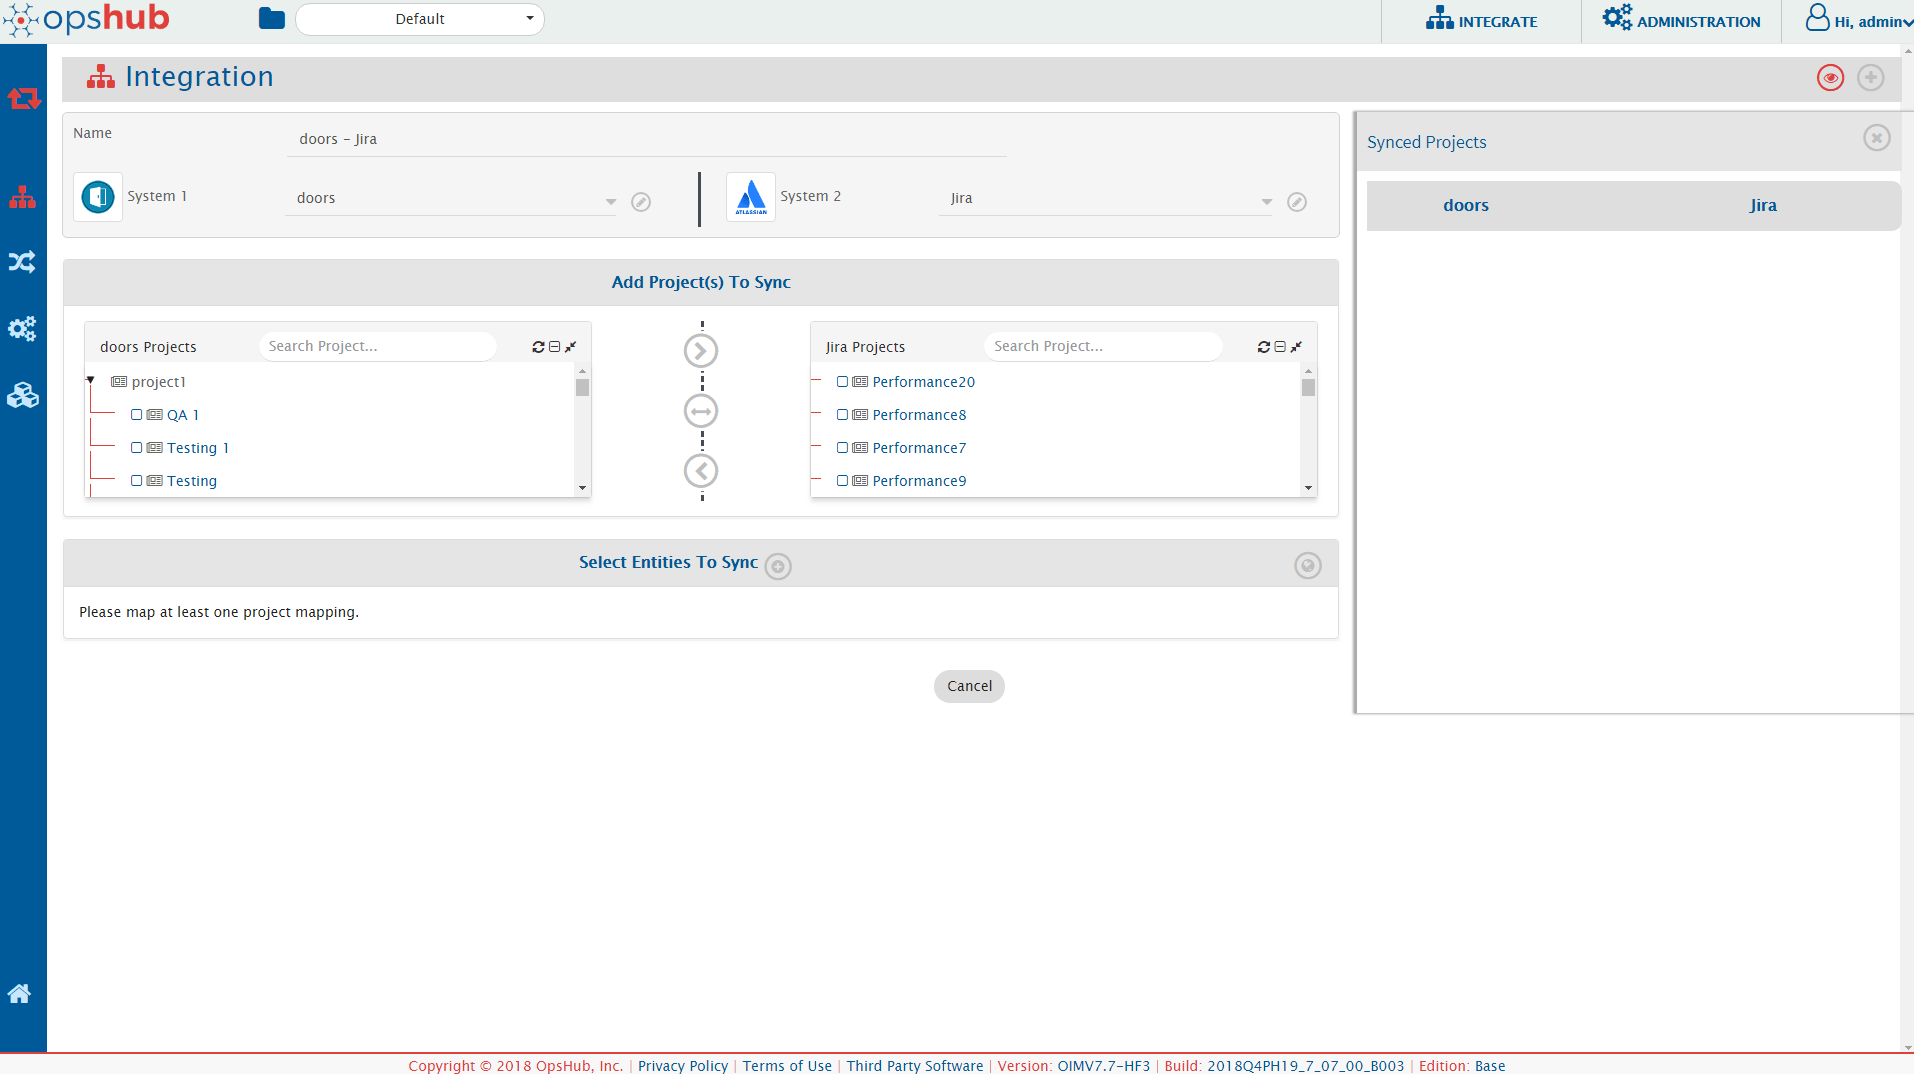 opshub
Default
INTEGRATE
ADMINISTRATION
Hi, admin
Integration
Name
doors - Jira
System 1
doors
ATLASSIAN
System 2
Jira
Synced Projects
doors Jira
Add Project(s) To Sync
doors Projects
Search Project...
project1
QA 1
Testing 1
Testing
Jira Projects
Search Project...
Performance20
Performance8
Performance7
Performance9
Select Entities To Sync
Please map at least one project mapping.
Cancel
Copyright © 2018 OpsHub, Inc. | Privacy Policy | Terms of Use | Third Party Software | Version: OIMV7.7-HF3 | Build: 2018Q4PH19_7_07_00_B003 | Edition: Base